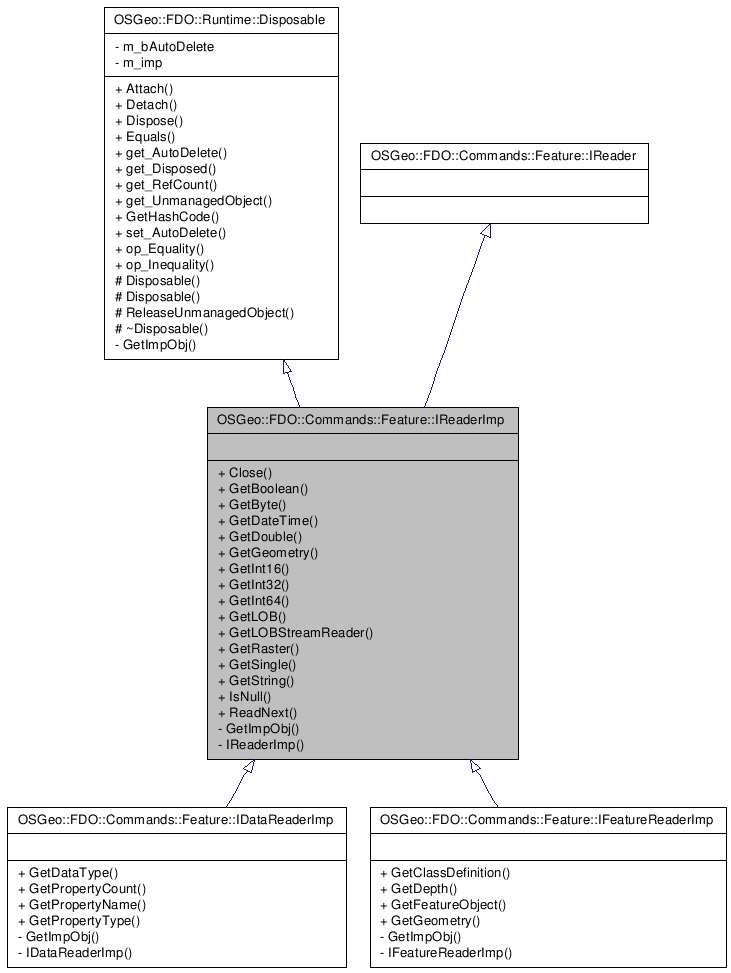 OSGeo::FDO::Runtime::Disposable
- m_bAutoDelete
- m_imp
+ Attach()
+ Detach()
+ Dispose()
+ Equals()
+ get_AutoDelete()
+ get_Disposed()
+ get_RefCount()
+ get_UnmanagedObject()
+ GetHashCode()
+ set_AutoDelete()
+ op_Equality()
+ op_Inequality()
# Disposable()
# Disposable()
# ReleaseUnmanagedObject()
# ~Disposable()
- GetImpObj()
OSGeo::FDO::Commands::Feature::IReader
OSGeo::FDO::Commands::Feature::IReaderImp
+ Close()
+ GetBoolean()
+ GetByte()
+ GetDateTime()
+ GetDouble()
+ GetGeometry()
+ GetInt16()
+ GetInt32()
+ GetInt64()
+ GetLOB()
+ GetLOBStreamReader()
+ GetRaster()
+ GetSingle()
+ GetString()
+ IsNull()
+ ReadNext()
- GetImpObj()
- IReaderImp()
OSGeo::FDO::Commands::Feature::IDataReaderImp
+ GetDataType()
+ GetPropertyCount()
+ GetPropertyName()
+ GetPropertyType()
- GetImpObj()
- IDataReaderImp()
OSGeo::FDO::Commands::Feature::IFeatureReaderImp
+ GetClassDefinition()
+ GetDepth()
+ GetFeatureObject()
+ GetGeometry()
- GetImpObj()
- IFeatureReaderImp()